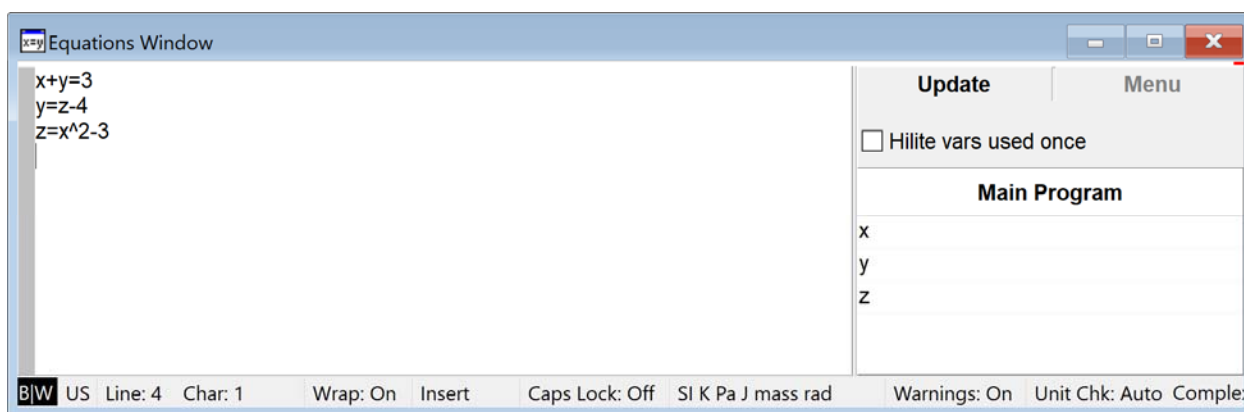 x=y Equations Window
x+y=3
y=z-4
z=x^2-3
Update Menu
Hilite vars used once
Main Program
x
y
z
B|W US Line: 4 Char: 1 Wrap: On Insert Caps Lock: Off SI K Pa J mass rad Warnings: On Unit Chk: Auto Comple